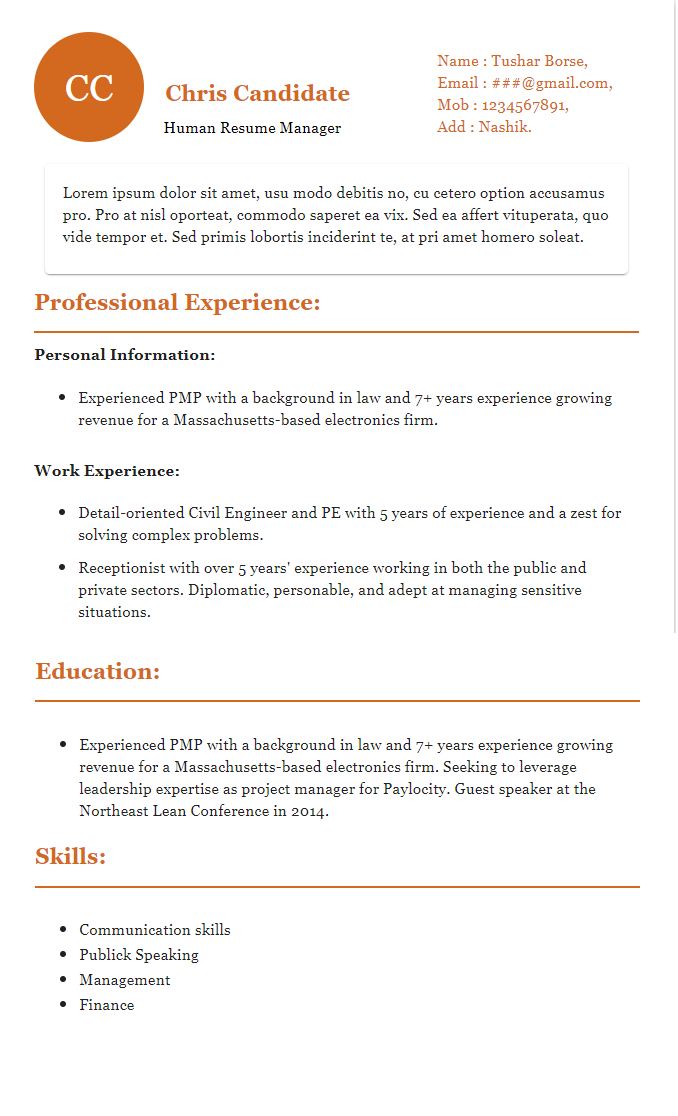 CC
Chris Candidate
Human Resume Manager
Name : Tushar Borse,
Email : ###@gmail.com,
Mob : 1234567891,
Add : Nashik.
Lorem ipsum dolor sit amet, usu modo debitis no, cu cetero option accusamus
pro. Pro at nisl oporteat, commodo saperet ea vix. Sed ea affert vituperata, quo
vide tempor et. Sed primis lobortis inciderint te, at pri amet homero soleat.
Professional Experience:
Personal Information:
• Experienced PMP with a background in law and 7+ years experience growing
revenue for a Massachusetts-based electronics firm.
Work Experience:
• Detail-oriented Civil Engineer and PE with 5 years of experience and a zest for
solving complex problems.
• Receptionist with over 5 years' experience working in both the public and
private sectors. Diplomatic, personable, and adept at managing sensitive
situations.
Education:
• Experienced PMP with a background in law and 7+ years experience growing
revenue for a Massachusetts-based electronics firm. Seeking to leverage
leadership expertise as project manager for Paylocity. Guest speaker at the
Northeast Lean Conference in 2014.
Skills:
• Communication skills
• Publick Speaking
• Management
• Finance